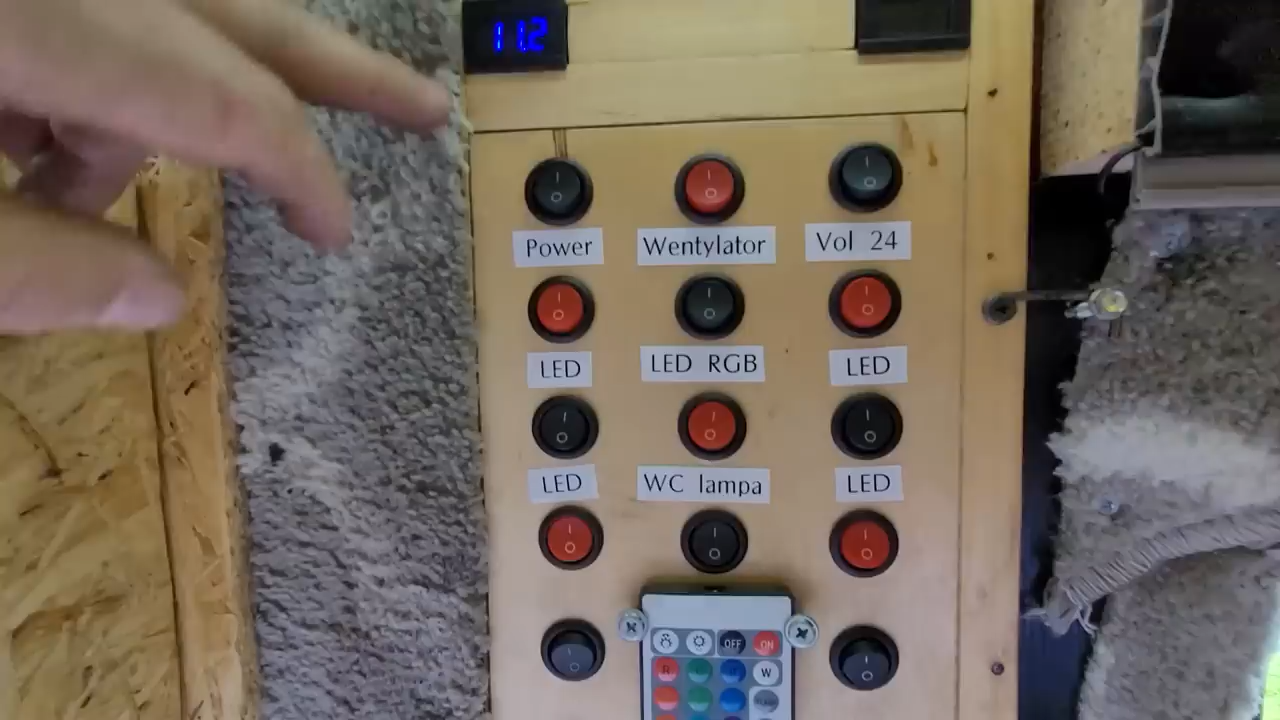 11.2
Power Wentylator Vol 24
LED LED RGB LED
LED WC lampa LED
OFF ON
R W